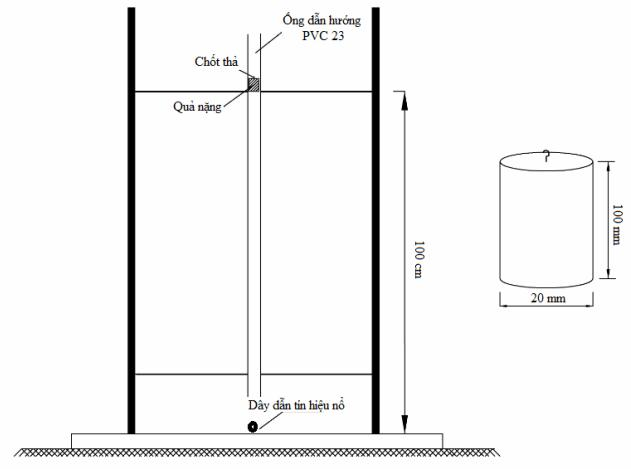 Ống dẫn hướng
PVC 23
Chốt thả
Quả nặng
100 cm
100 mm
20 mm
Dây dẫn tín hiệu nổ